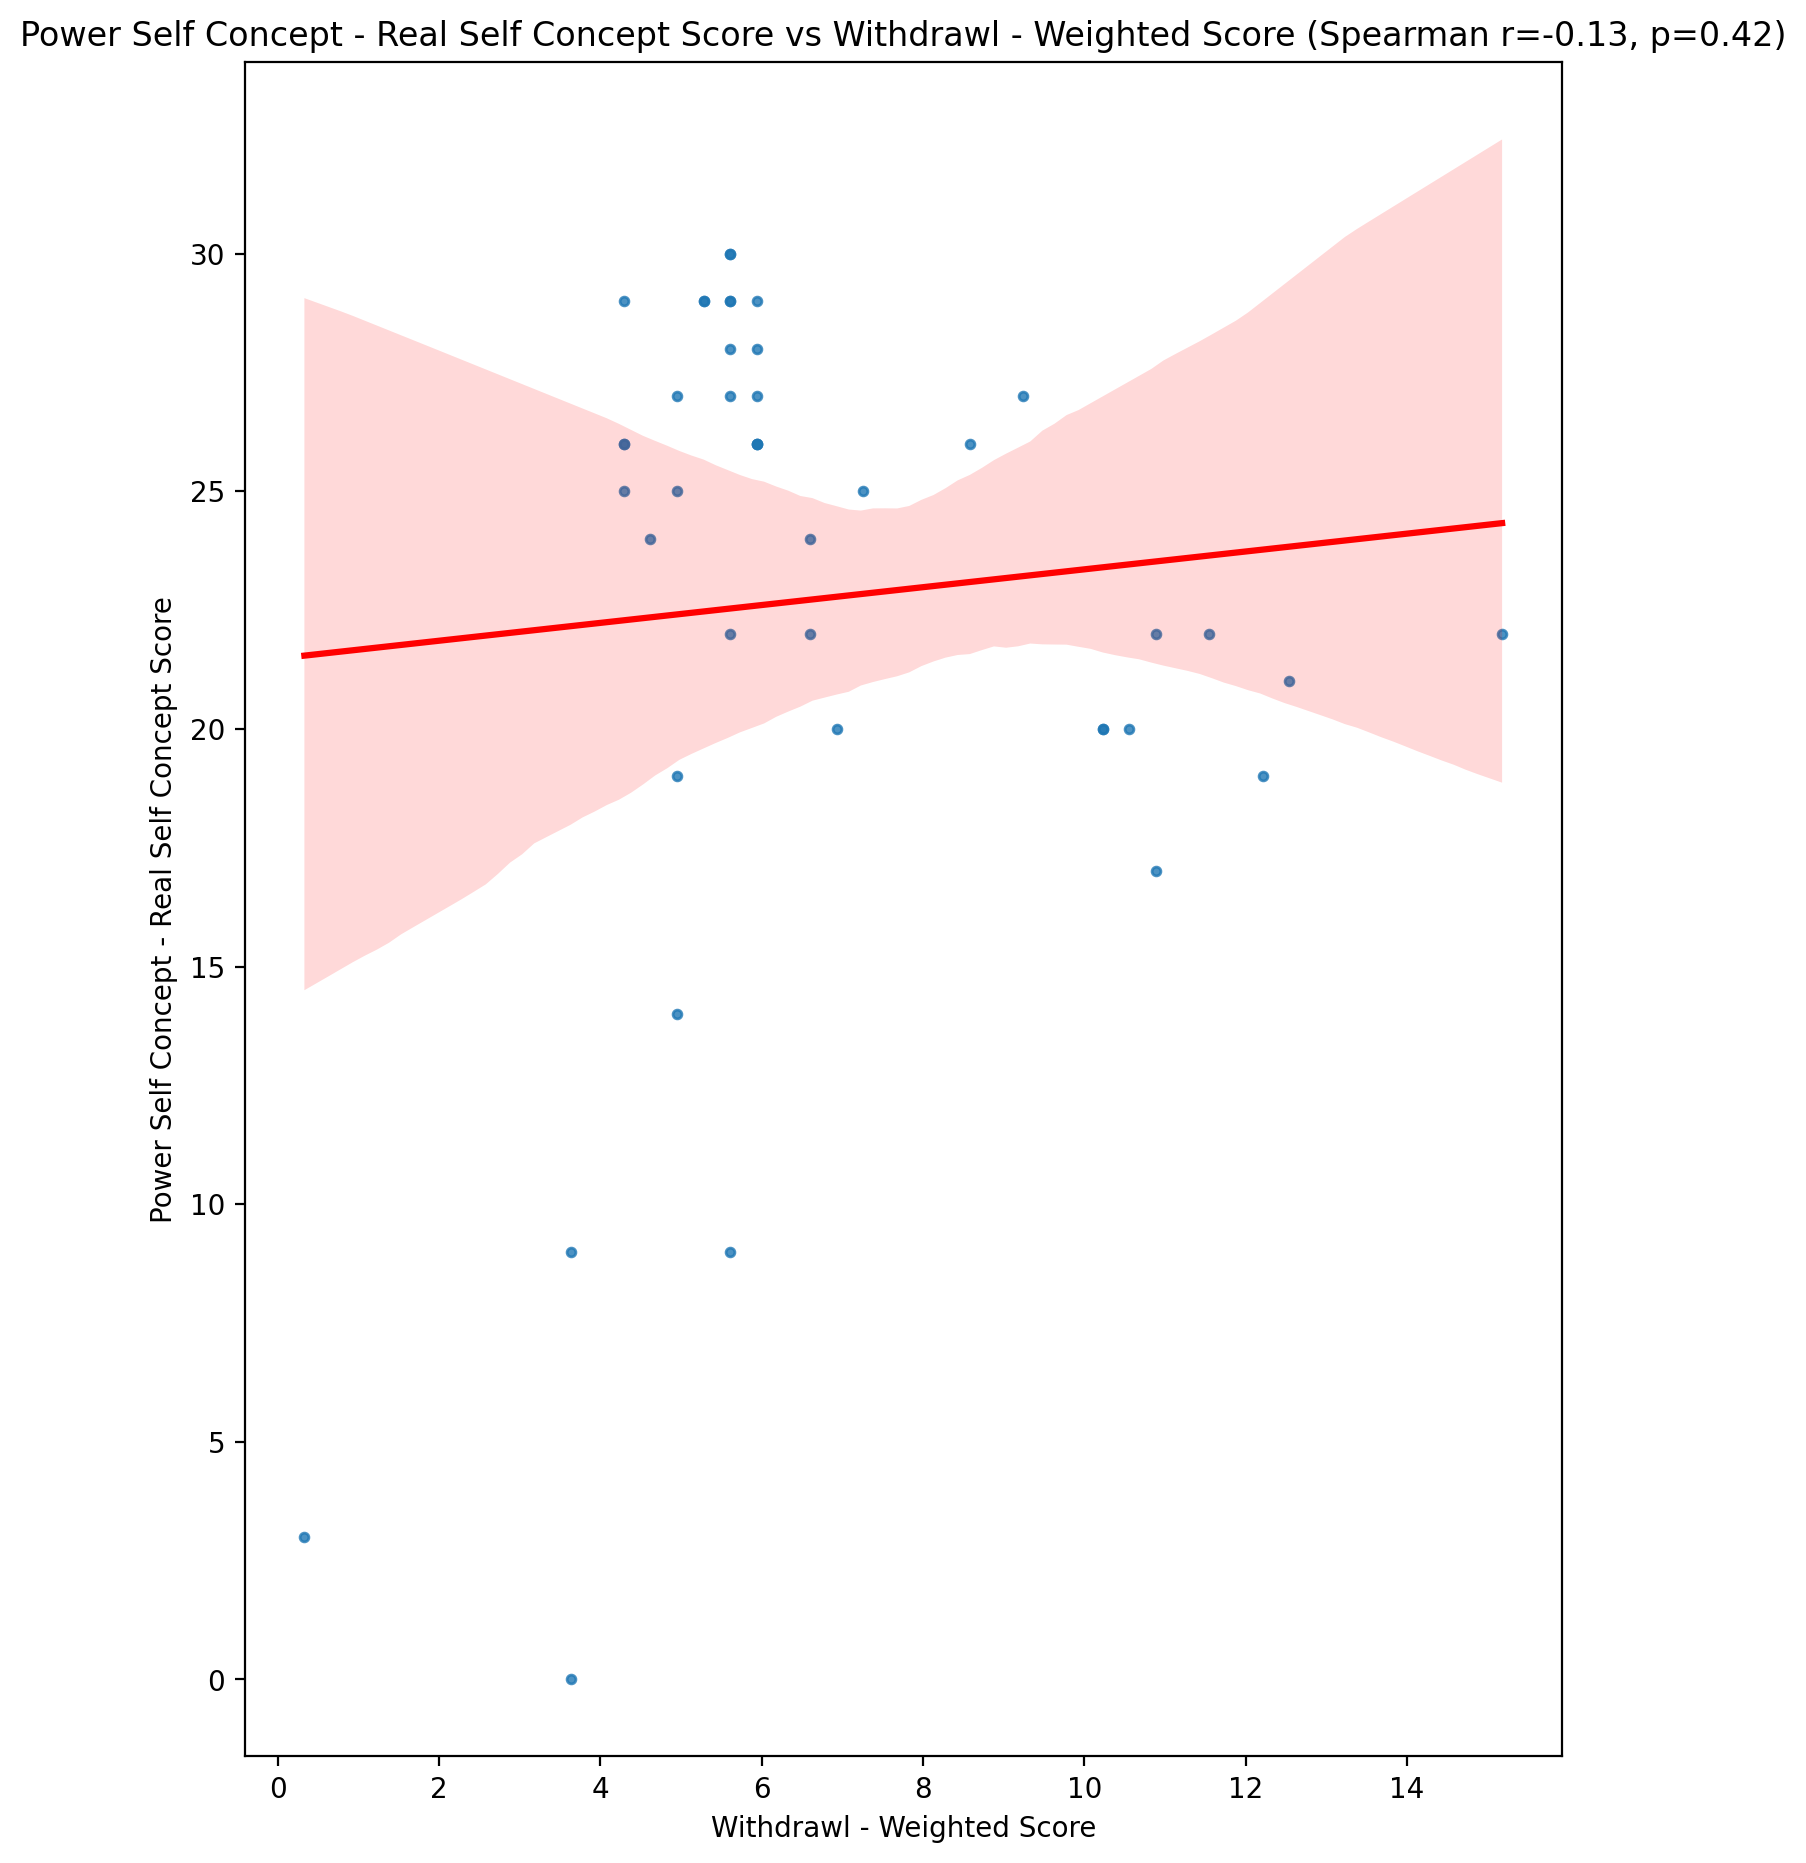 Power Self Concept - Real Self Concept Score vs Withdrawl - Weighted Score (Spearman r=-0.13, p=0.42)
Power Self Concept - Real Self Concept Score
30
25
20
15
10
5
0
0 2 4 6 8 10 12 14
Withdrawl - Weighted Score